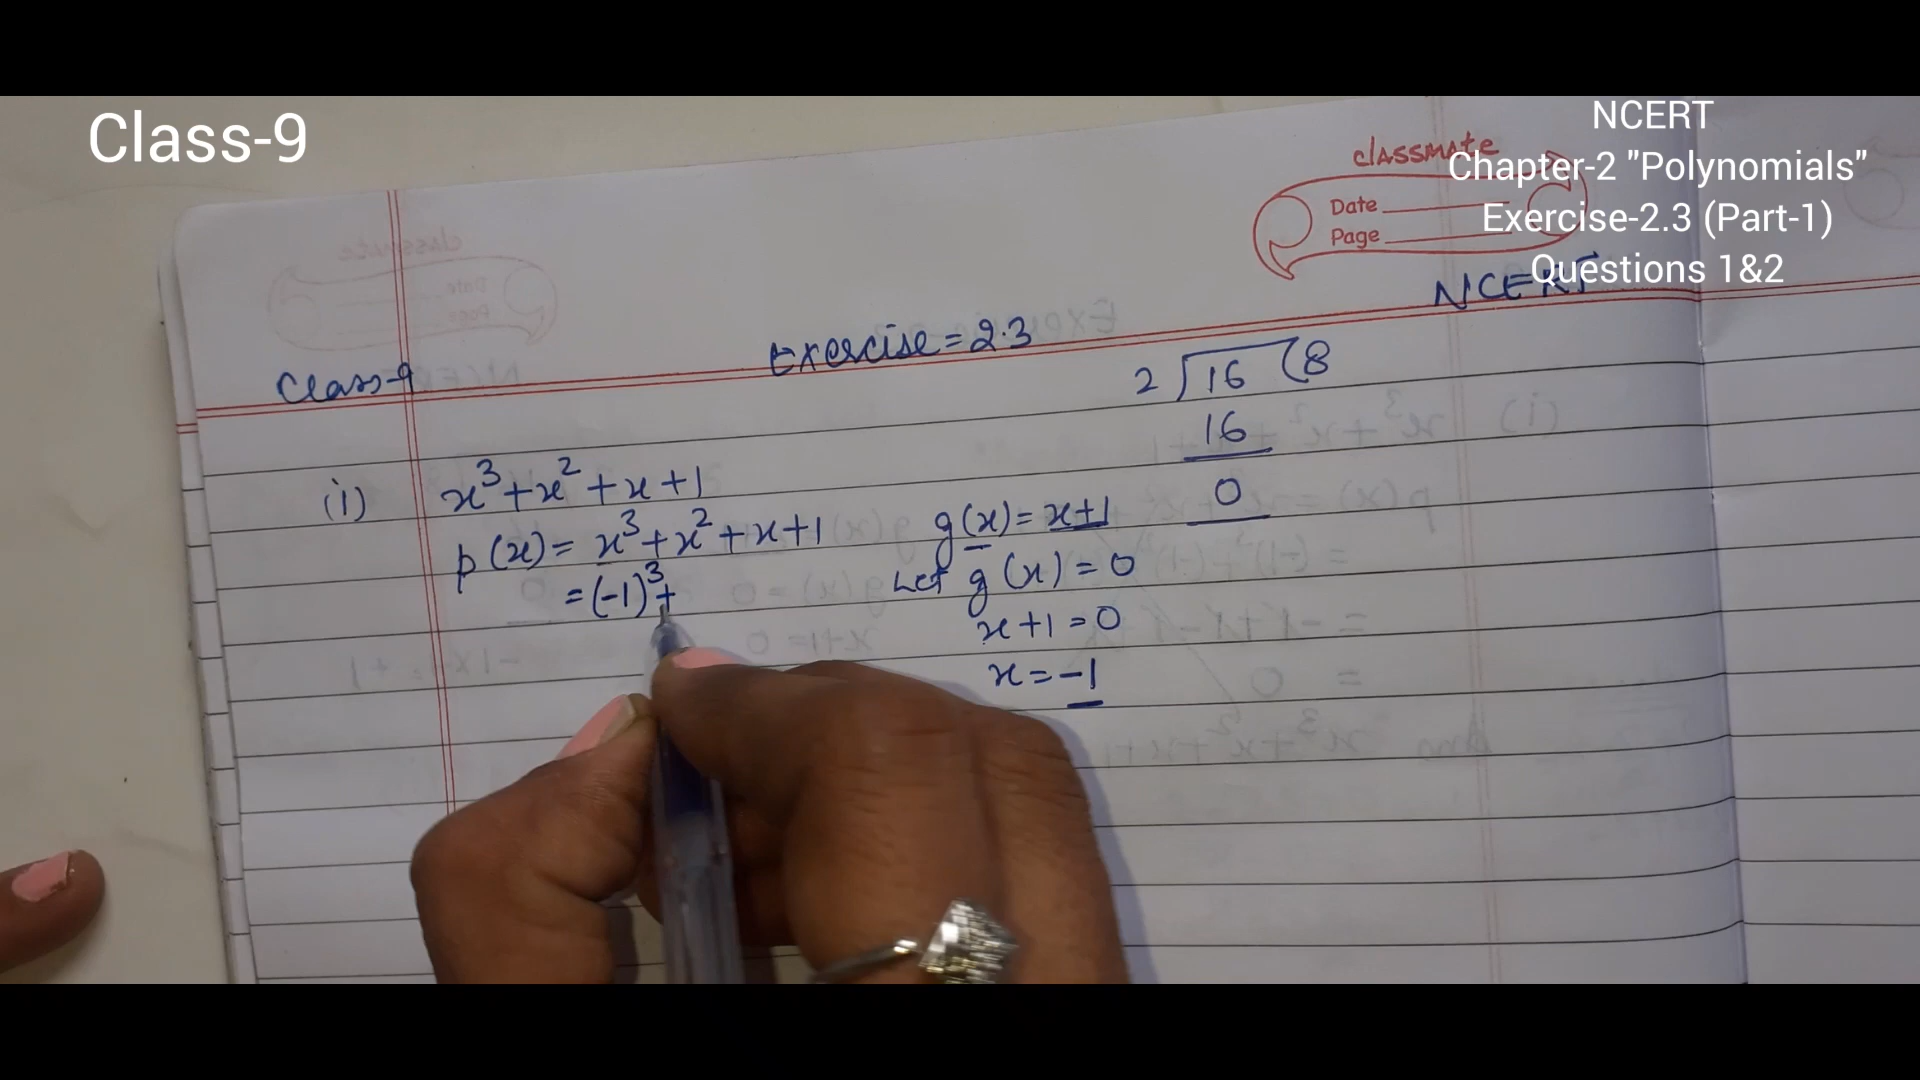 Class-9
NCERT
Chapter-2 "Polynomials"
Exercise-2.3 (Part-1)
Questions 1&2
classmate
Date
Page
NCERT
Exercise = 2.3
Class-9
2 ) 16 ( 8
16
0
(i) x³+x²+x+1
p(x) = x³+x²+x+1
= (-1)³+
g(x) = x+1
Let g(x) = 0
x+1 = 0
x = -1